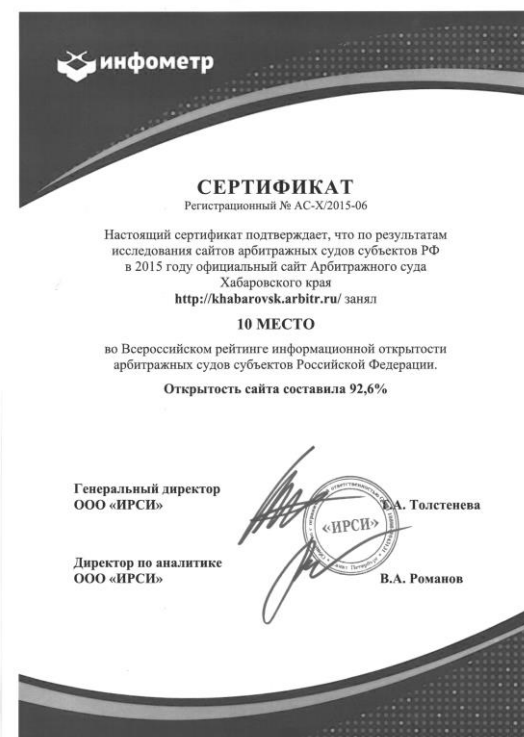 инфометр
СЕРТИФИКАТ
Регистрационный № АС-Х/2015-06
Настоящий сертификат подтверждает, что по результатам
исследования сайтов арбитражных судов субъектов РФ
в 2015 году официальный сайт Арбитражного суда
Хабаровского края
http://khabarovsk.arbitr.ru/ занял
10 МЕСТО
во Всероссийском рейтинге информационной открытости
арбитражных судов субъектов Российской Федерации.
Открытость сайта составила 92,6%
Генеральный директор
ООО «ИРСИ»
Толстенева
«ИРСИ»
Директор по аналитике
ООО «ИРСИ»
В.А. Романов